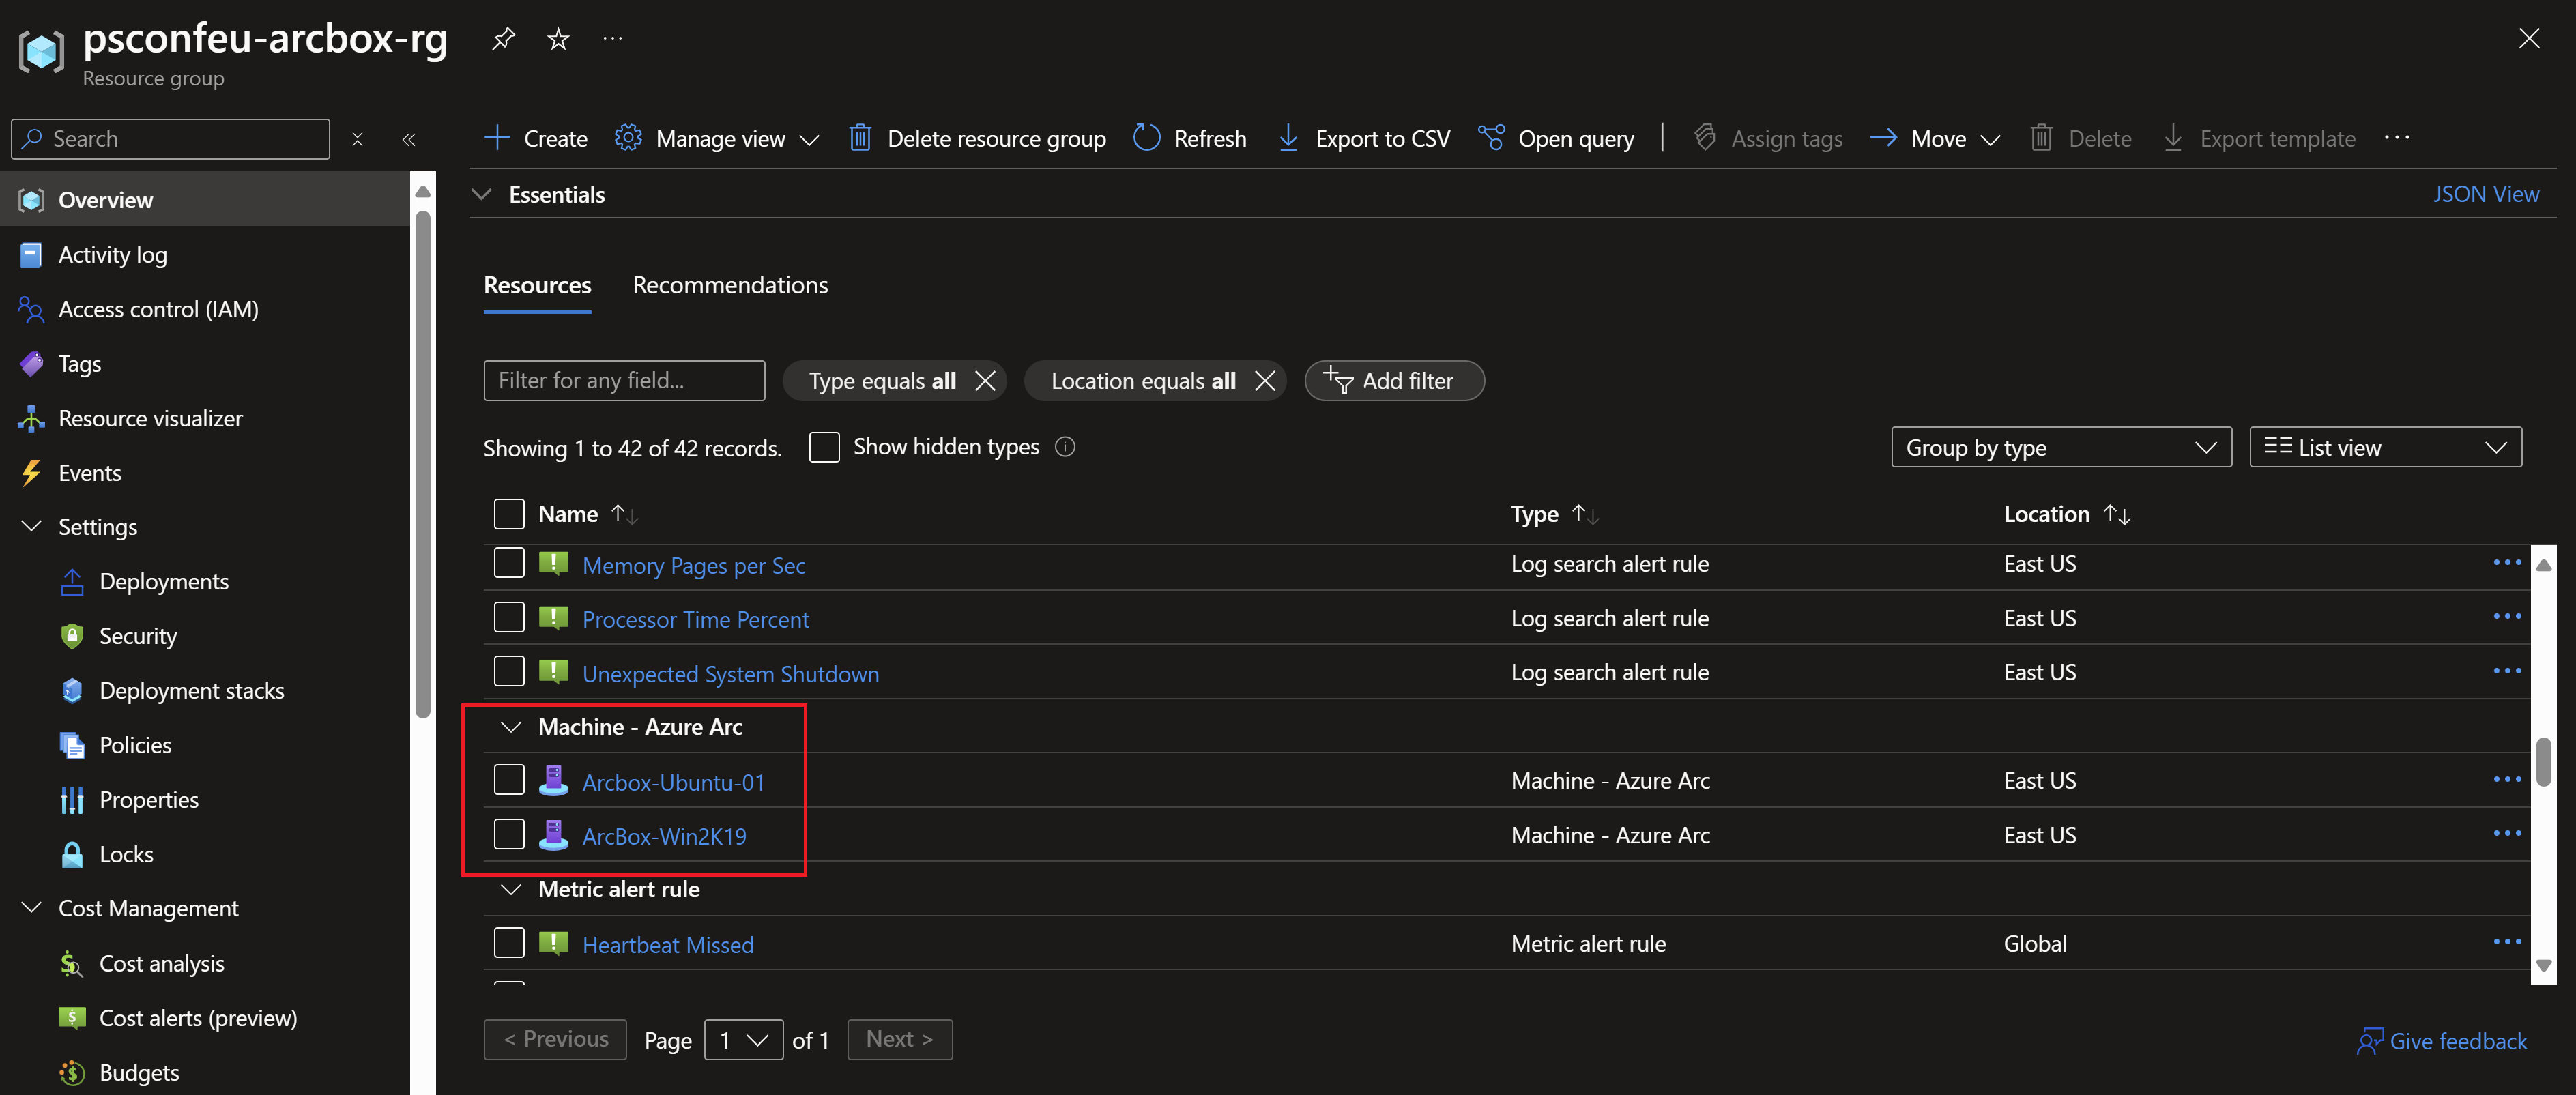 psconfeu-arcbox-rg
Resource group
Search
Overview
Activity log
Access control (IAM)
Tags
Resource visualizer
Events
Settings
Deployments
Security
Deployment stacks
Policies
Properties
Locks
Cost Management
Cost analysis
Cost alerts (preview)
Budgets
Create Manage view Delete resource group Refresh Export to CSV Open query Assign tags Move Delete Export template
Essentials JSON View
Resources Recommendations
Filter for any field... Type equals all Location equals all Add filter
Showing 1 to 42 of 42 records. Show hidden types Group by type List view
Name Type Location
Memory Pages per Sec Log search alert rule East US
Processor Time Percent Log search alert rule East US
Unexpected System Shutdown Log search alert rule East US
Machine - Azure Arc
Arcbox-Ubuntu-01 Machine - Azure Arc East US
ArcBox-Win2K19 Machine - Azure Arc East US
Metric alert rule
Heartbeat Missed Metric alert rule Global
< Previous Page 1 of 1 Next > Give feedback